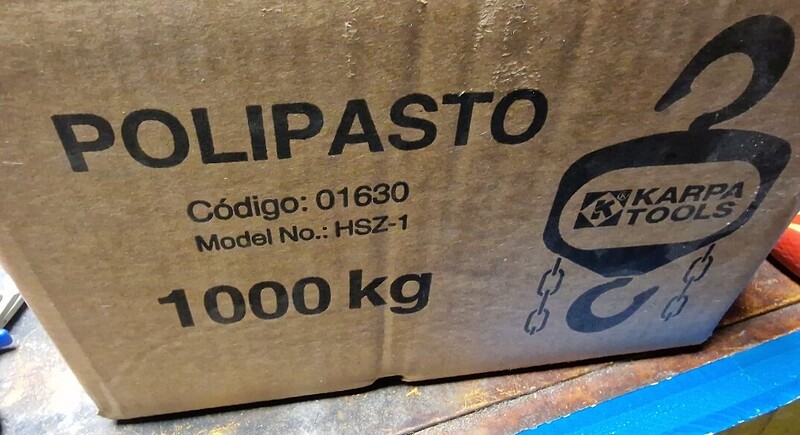 POLIPASTO
Código: 01630
Model No.: HSZ-1
1000 kg
K
KARPA
TOOLS